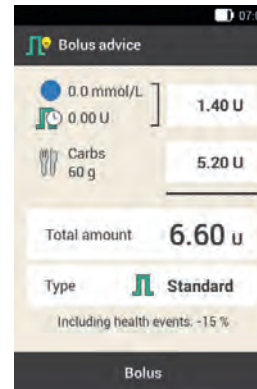 Bolus advice
0.0 mmol/L
0.00 U
1.40 U
Carbs
60 g
5.20 U
Total amount 6.60 U
Type Standard
Including health events. -15 %
Bolus